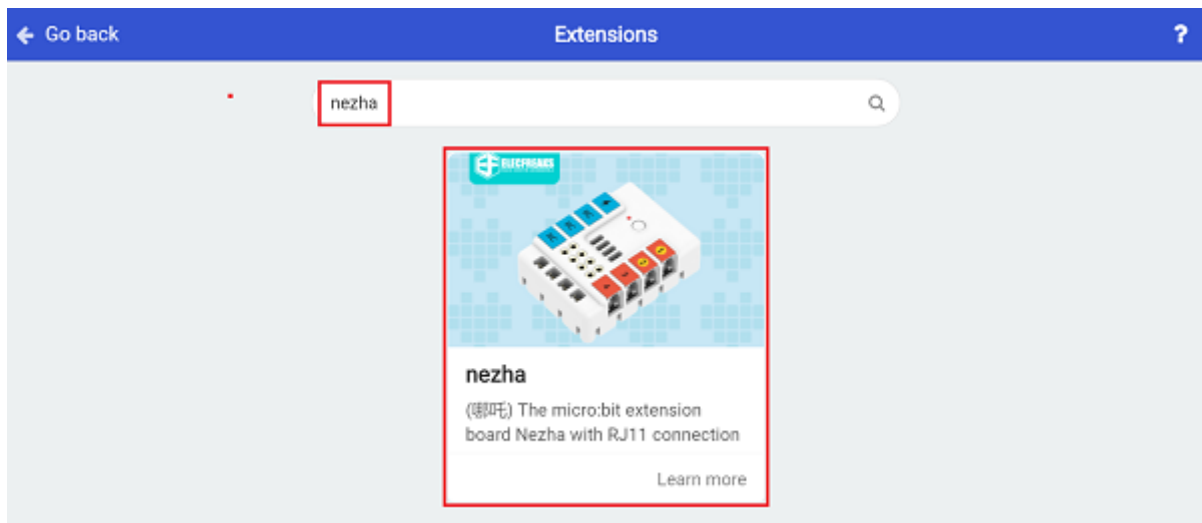 Go back
Extensions
?
nezha
ELECFREAKS
nezha
(哪吒) The micro:bit extension
board Nezha with RJ11 connection
Learn more